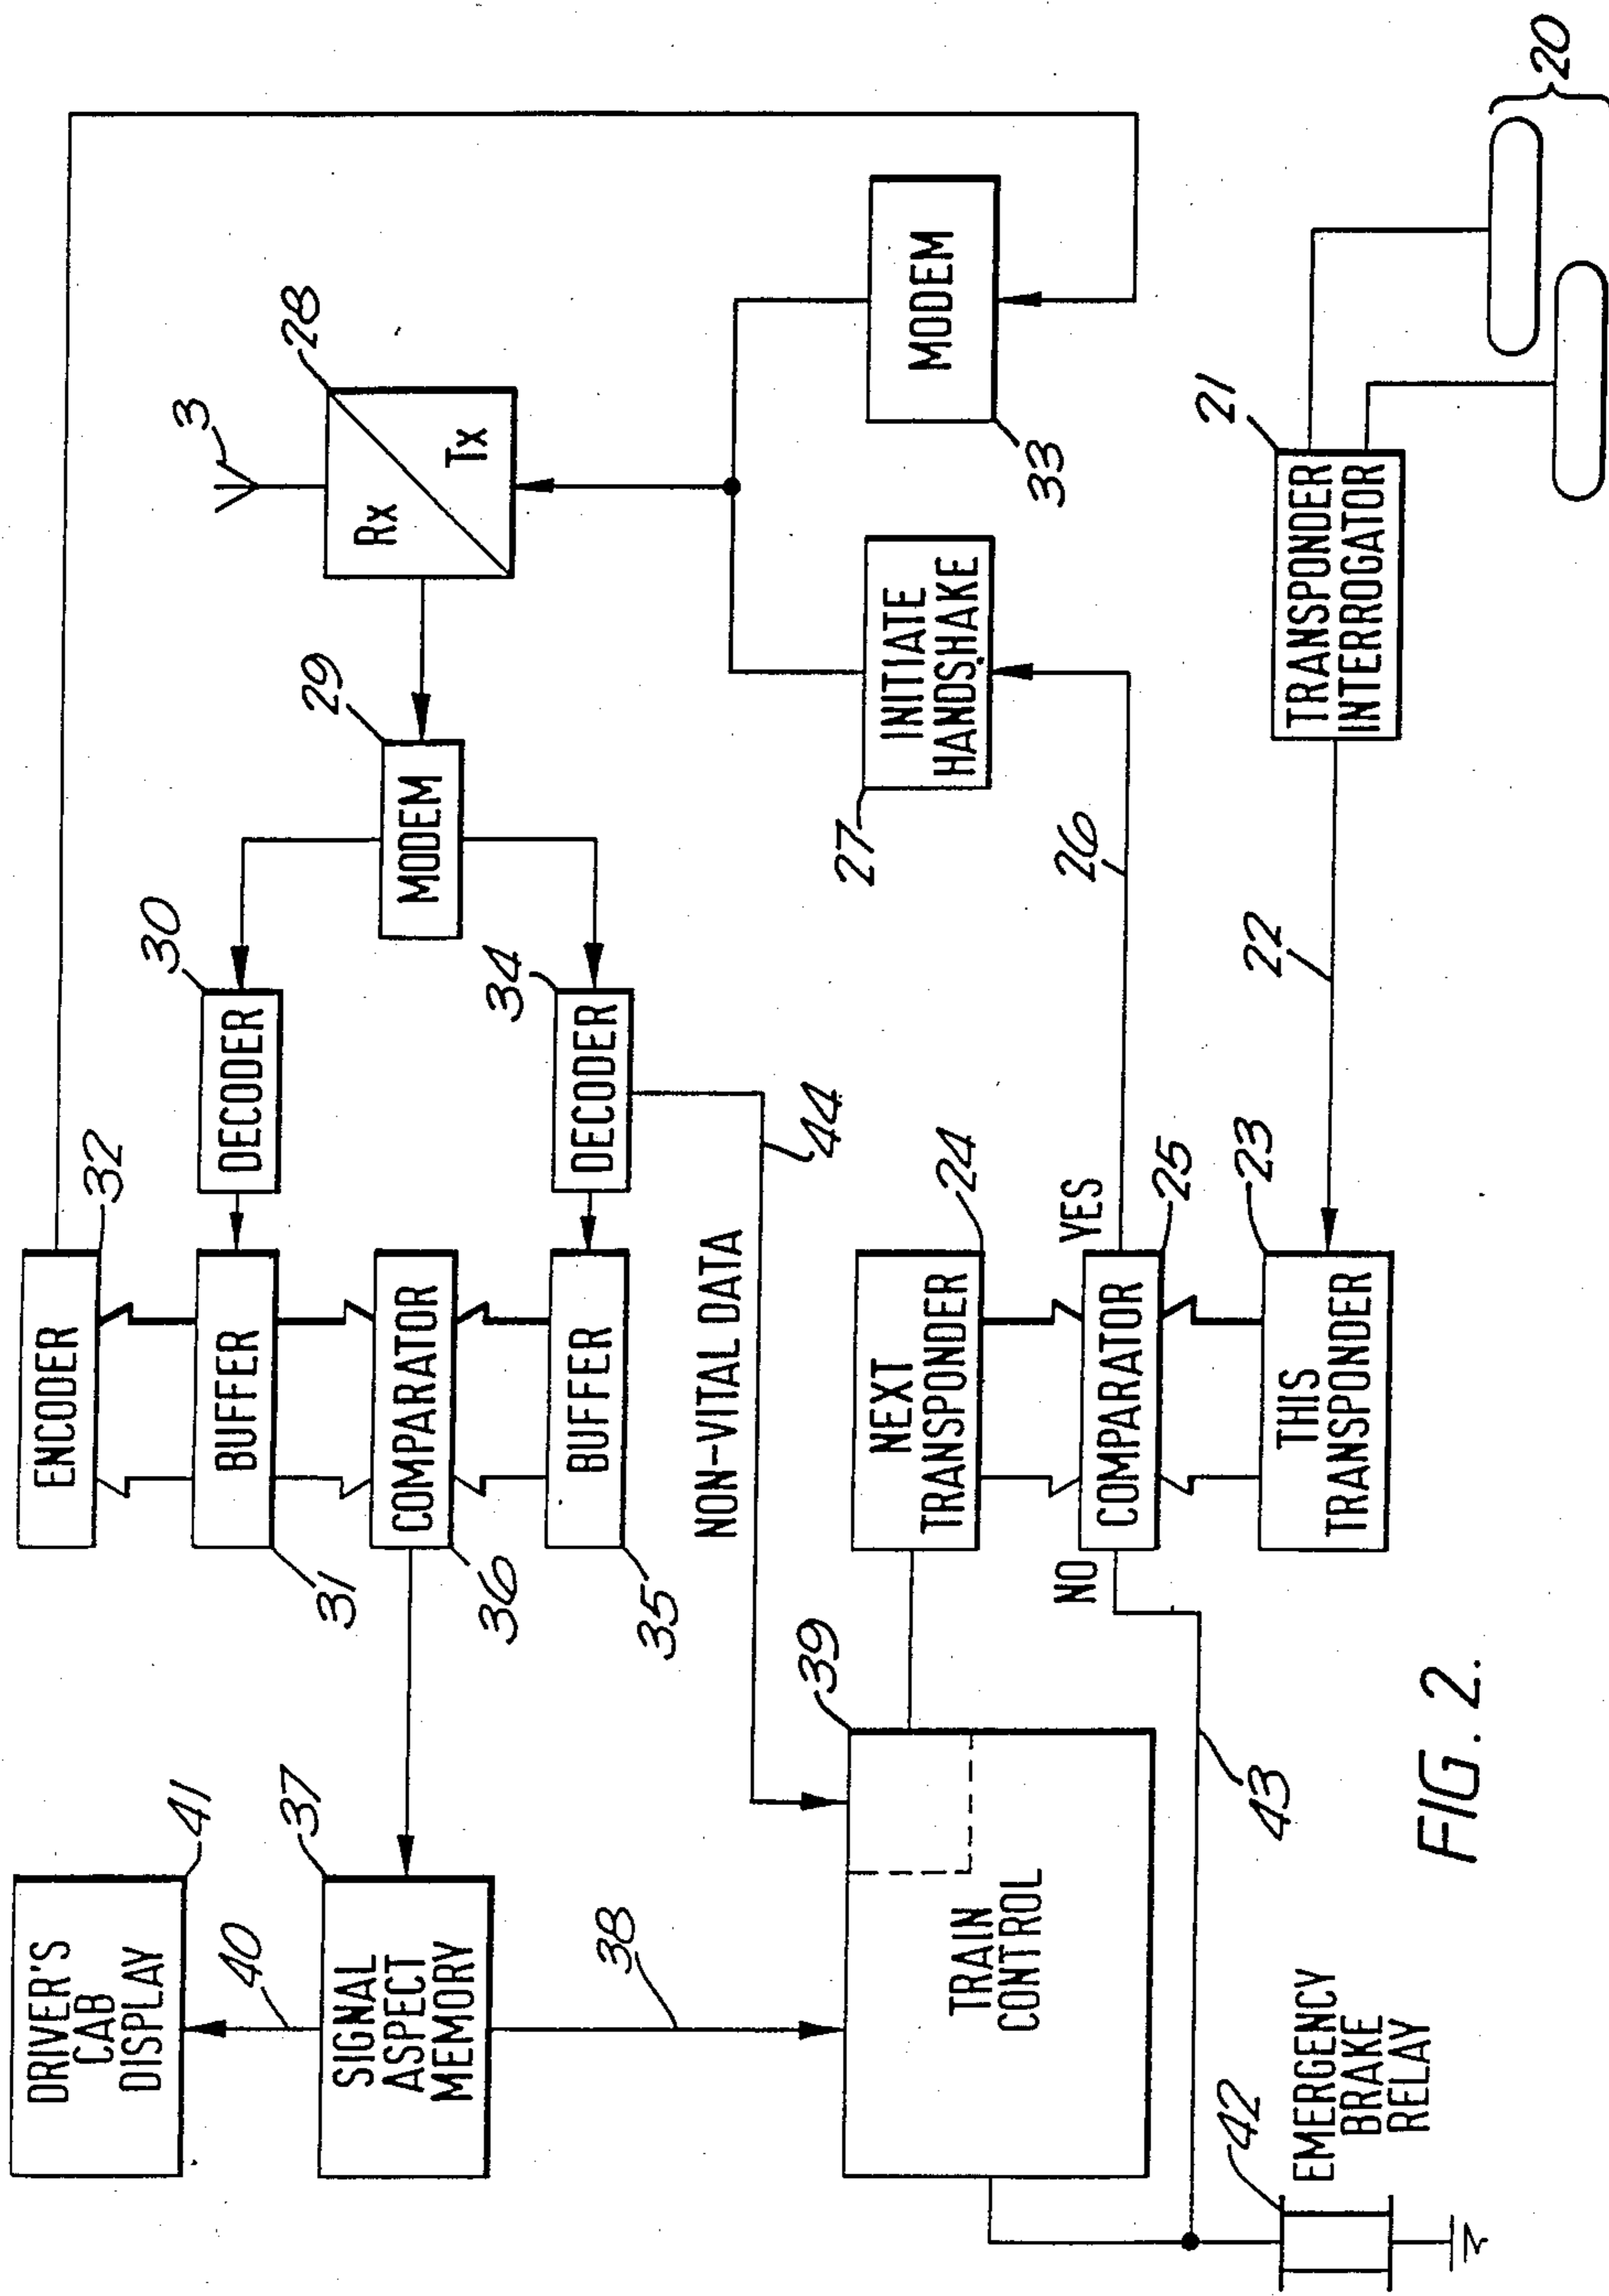 DRIVER'S
CAB
DISPLAY
41
40
SIGNAL
ASPECT
MEMORY
37
38
ENCODER
32
BUFFER
31
COMPARATOR
36
BUFFER
35
DECODER
30
DECODER
34
MODEM
29
3
28
Rx
Tx
NON-VITAL DATA
44
TRAIN
CONTROL
39
NEXT
TRANSPONDER
24
INITIATE
HANDSHAKE
27
MODEM
33
NO
COMPARATOR
YES
25
26
43
THIS
TRANSPONDER
23
22
TRANSPONDER
INTERROGATOR
21
20
42
EMERGENCY
BRAKE
RELAY
FIG. 2.